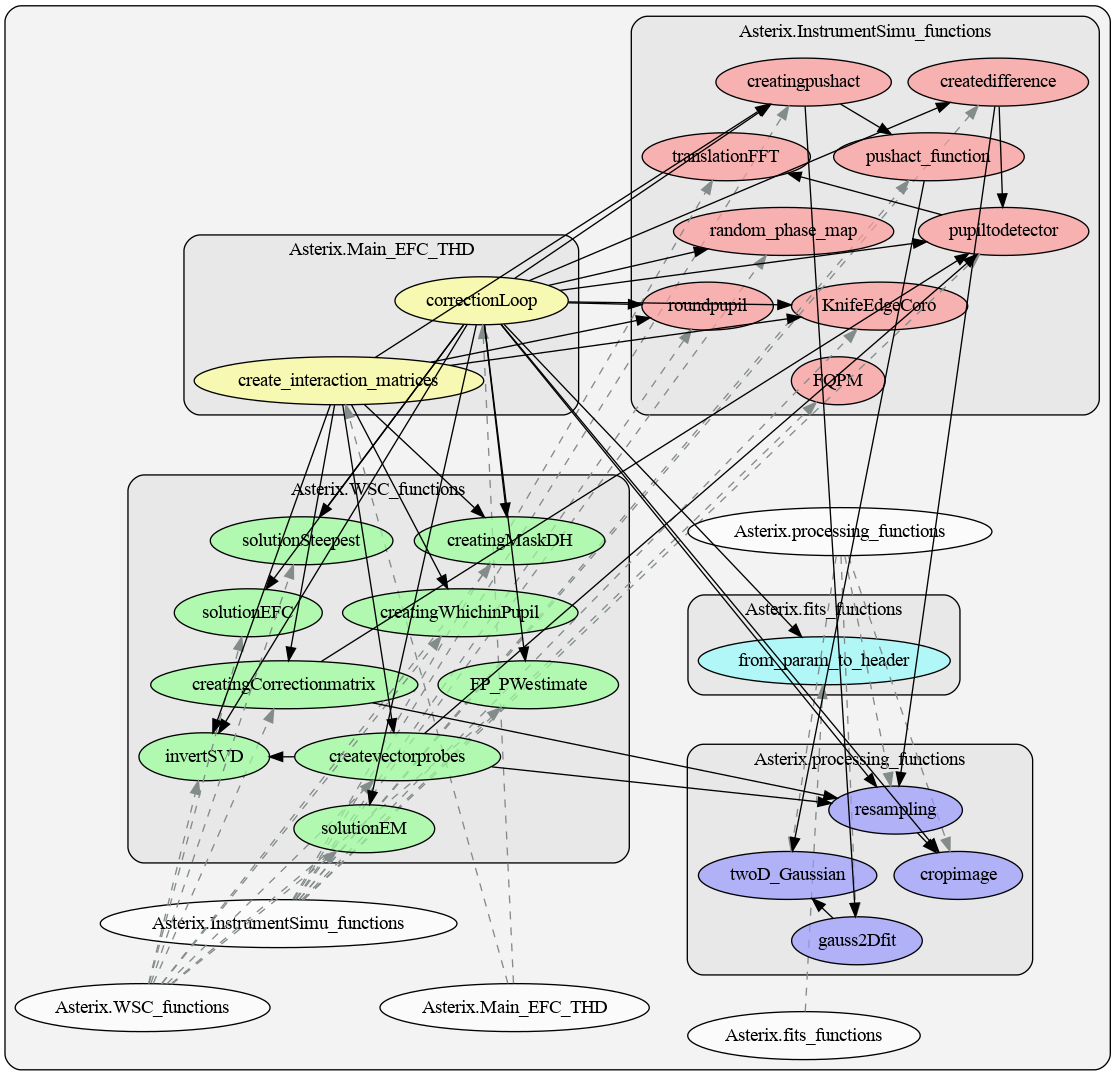 Asterix.InstrumentSimu_functions
creatingpushact
createdifference
translationFFT
pushact_function
random_phase_map
pupiltodetector
Asterix.Main_EFC_THD
correctionLoop
roundpupil
KnifeEdgeCoro
create_interaction_matrices
FQPM
Asterix.WSC_functions
solutionSteepest
creatingMaskDH
Asterix.processing_functions
solutionEFC
creatingWhichinPupil
Asterix.fits_functions
from_param_to_header
creatingCorrectionmatrix
FP_PWestimate
invertSVD
createvectorprobes
Asterix.processing_functions
resampling
solutionEM
twoD_Gaussian
cropimage
Asterix.InstrumentSimu_functions
gauss2Dfit
Asterix.WSC_functions
Asterix.Main_EFC_THD
Asterix.fits_functions